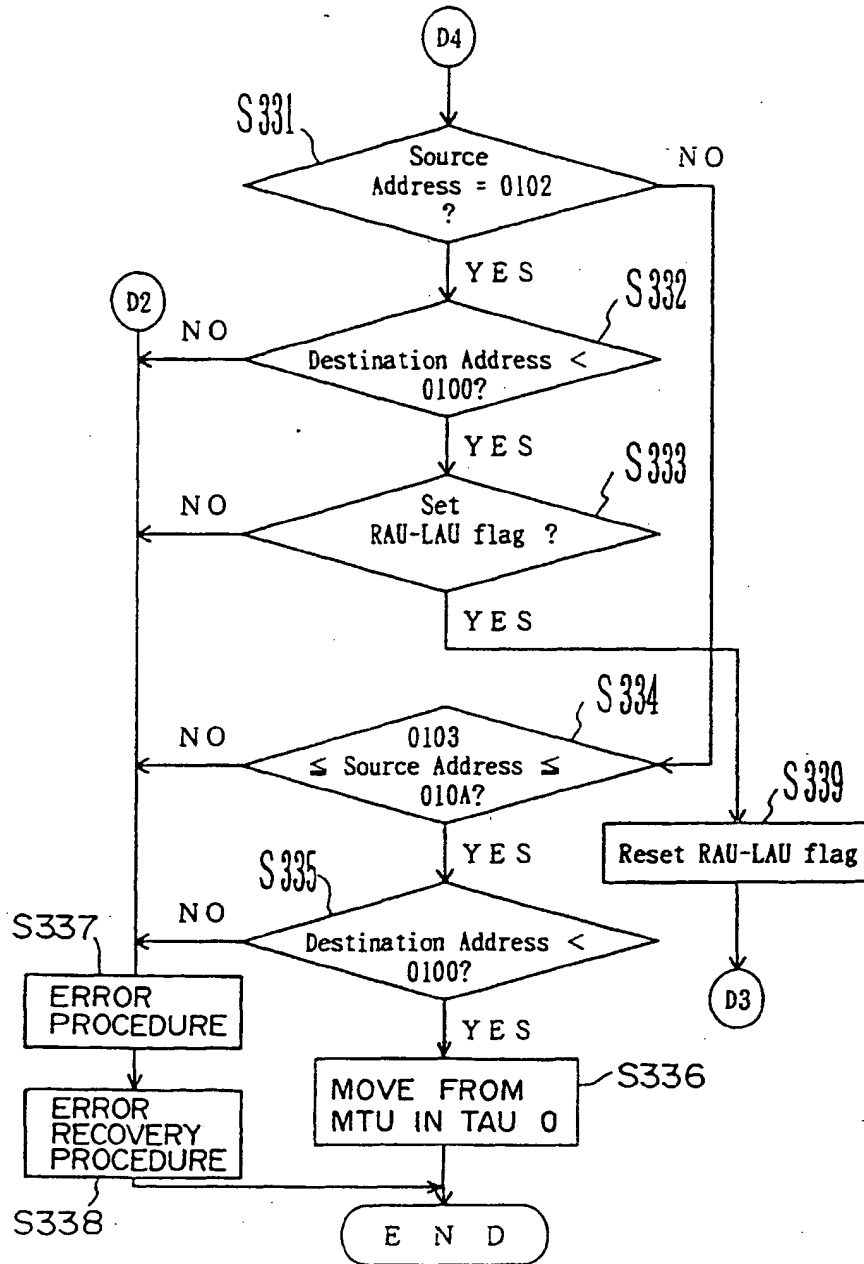 D4
S331
Source
Address = 0102
?
NO
YES
D2
S332
NO
Destination Address <
0100?
YES
S333
NO
Set
RAU-LAU flag ?
YES
S334
NO
0103
≦ Source Address ≦
010A?
S339
YES
Reset RAU-LAU flag
S335
NO
Destination Address <
0100?
S337
D3
YES
ERROR
PROCEDURE
S336
MOVE FROM
MTU IN TAU 0
ERROR
RECOVERY
PROCEDURE
S338
END